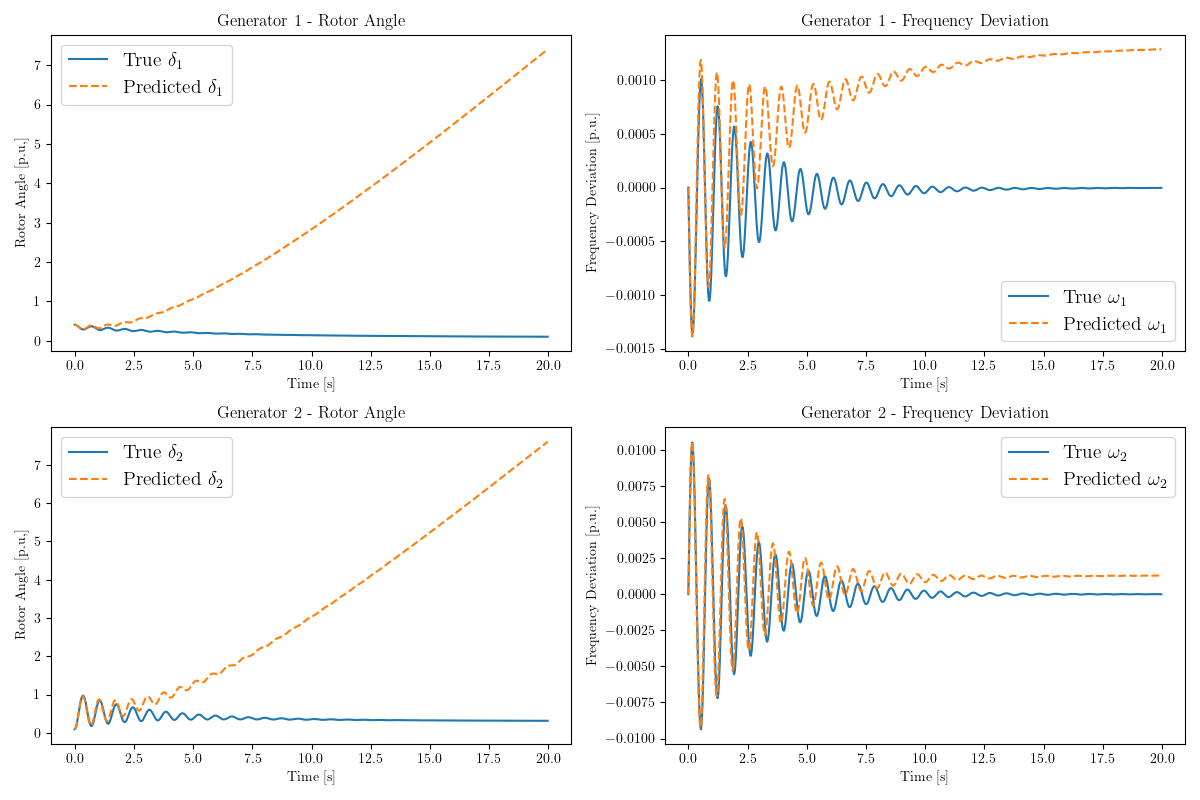 Generator 1 - Rotor Angle
True δ₁
Predicted δ₁
Rotor Angle [p.u,]
7
6
5
4
3
2
1
0
0.0 2.5 5.0 7.5 10.0 12.5 15.0 17.5 20.0
Time [s]
Generator 1 - Frequency Deviation
Frequency Deviation [p.u.]
0.0010
0.0005
0.0000
−0.0005
−0.0010
−0.0015
True ω₁
Predicted ω₁
0.0 2.5 5.0 7.5 10.0 12.5 15.0 17.5 20.0
Time [s]
Generator 2 - Rotor Angle
True δ₂
Predicted δ₂
Rotor Angle [p.u,]
7
6
5
4
3
2
1
0
0.0 2.5 5.0 7.5 10.0 12.5 15.0 17.5 20.0
Time [s]
Generator 2 - Frequency Deviation
True ω₂
Predicted ω₂
Frequency Deviation [p.u.]
0.0100
0.0075
0.0050
0.0025
0.0000
−0.0025
−0.0050
−0.0075
−0.0100
0.0 2.5 5.0 7.5 10.0 12.5 15.0 17.5 20.0
Time [s]